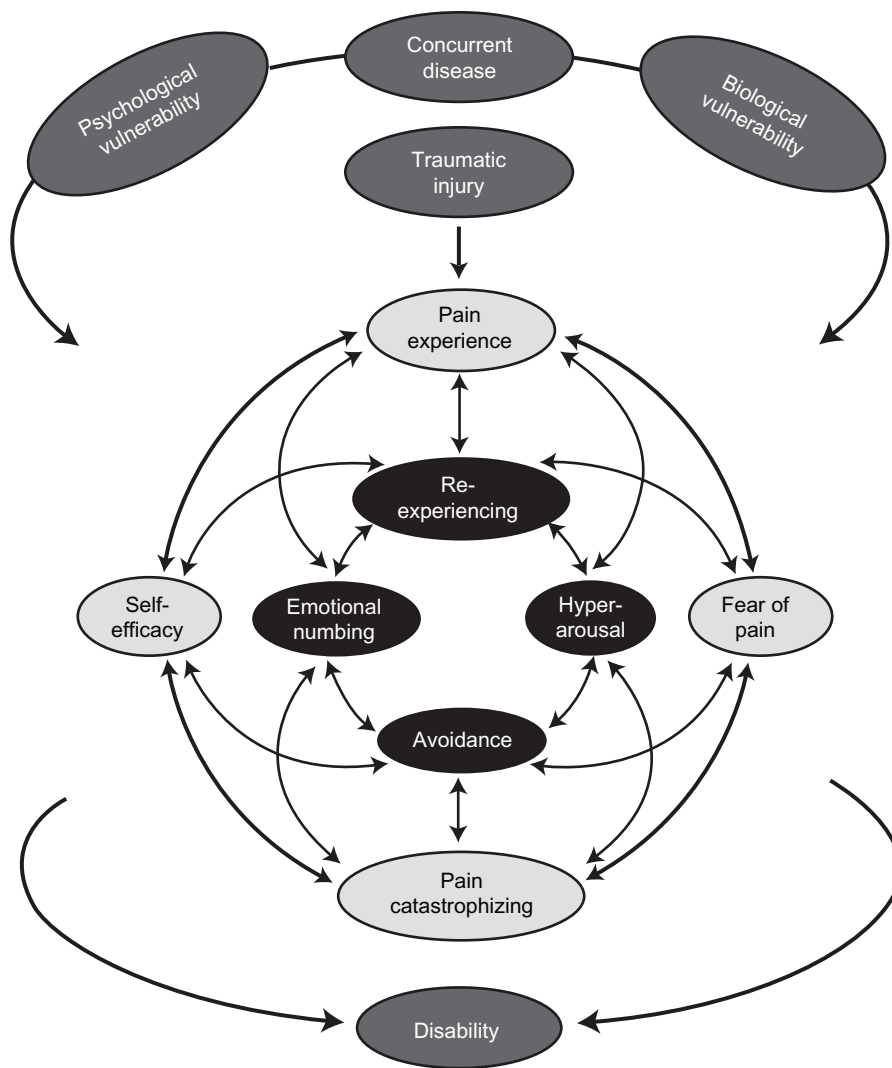 Concurrent
disease
Psychological
vulnerability
Biological
vulnerability
Traumatic
injury
Pain
experience
Re-
experiencing
Self-
efficacy
Emotional
numbing
Hyper-
arousal
Fear of
pain
Avoidance
Pain
catastrophizing
Disability